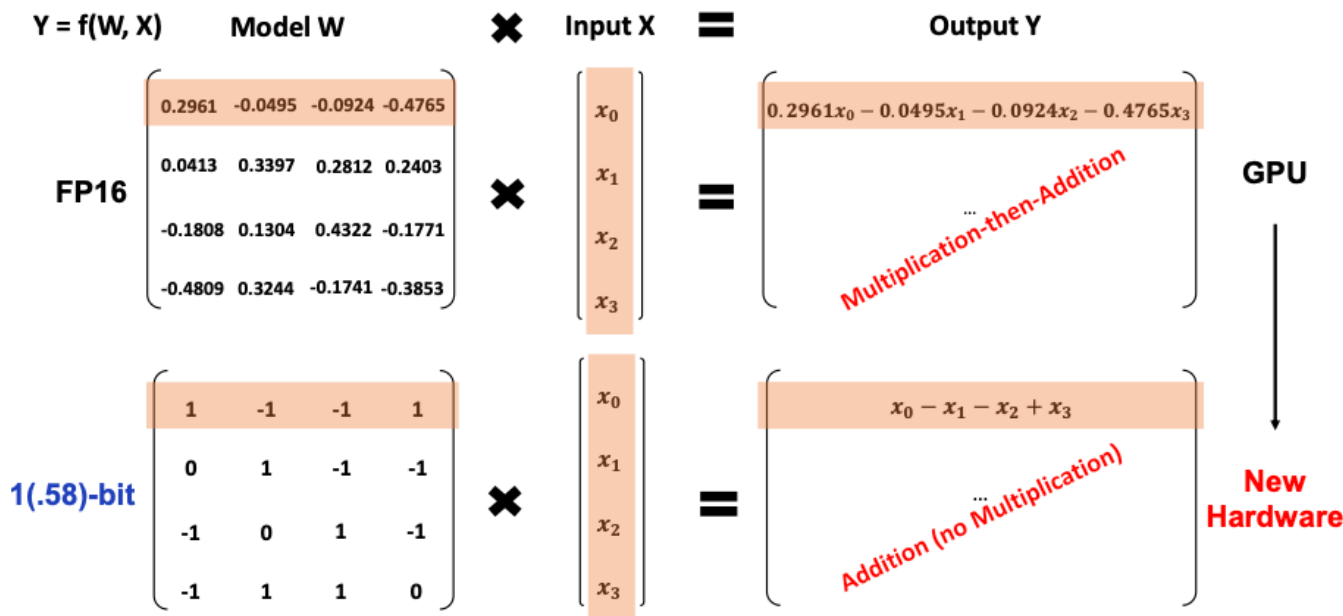 Y = f(W, X) Model W ✖ Input X = Output Y
FP16
0.2961 -0.0495 -0.0924 -0.4765
0.0413 0.3397 0.2812 0.2403
-0.1808 0.1304 0.4322 -0.1771
-0.4809 0.3244 -0.1741 -0.3853
✖
x₀
x₁
x₂
x₃
=
0.2961x₀ − 0.0495x₁ − 0.0924x₂ − 0.4765x₃
...
Multiplication-then-Addition
GPU
1(.58)-bit
1 -1 -1 1
0 1 -1 -1
-1 0 1 -1
-1 1 1 0
✖
x₀
x₁
x₂
x₃
=
x₀ − x₁ − x₂ + x₃
...
Addition (no Multiplication)
New
Hardware